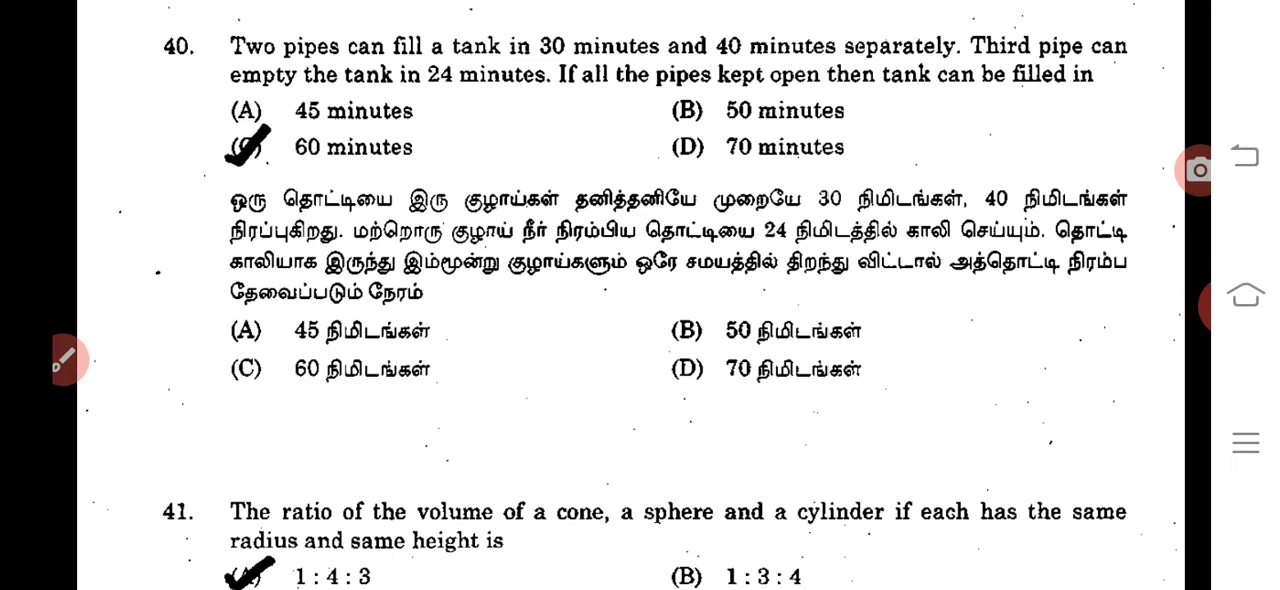 40. Two pipes can fill a tank in 30 minutes and 40 minutes separately. Third pipe can
empty the tank in 24 minutes. If all the pipes kept open then tank can be filled in
(A) 45 minutes (B) 50 minutes
(C) 60 minutes (D) 70 minutes
ஒரு தொட்டியை இரு குழாய்கள் தனித்தனியே முறையே 30 நிமிடங்கள், 40 நிமிடங்கள்
நிரப்புகிறது. மற்றொரு குழாய் நீர் நிரம்பிய தொட்டியை 24 நிமிடத்தில் காலி செய்யும். தொட்டி
காலியாக இருந்து இம்மூன்று குழாய்களும் ஒரே சமயத்தில் திறந்து விட்டால் அத்தொட்டி நிரம்ப
தேவைப்படும் நேரம்
(A) 45 நிமிடங்கள் (B) 50 நிமிடங்கள்
(C) 60 நிமிடங்கள் (D) 70 நிமிடங்கள்
41. The ratio of the volume of a cone, a sphere and a cylinder if each has the same
radius and same height is
(A) 1 : 4 : 3 (B) 1 : 3 : 4